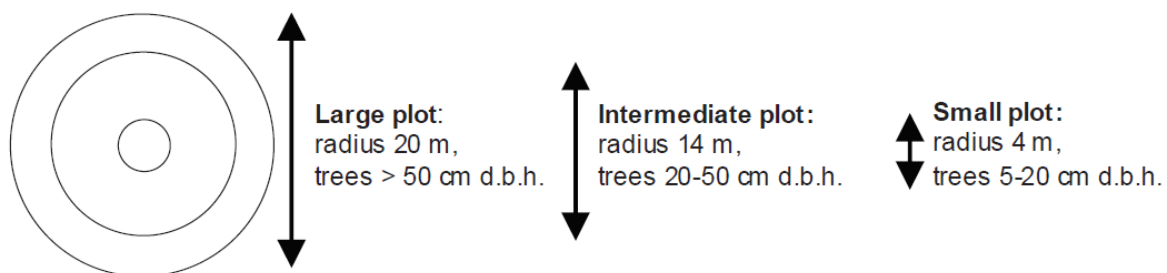 Large plot:
radius 20 m,
trees > 50 cm d.b.h.
Intermediate plot:
radius 14 m,
trees 20-50 cm d.b.h.
Small plot:
radius 4 m,
trees 5-20 cm d.b.h.